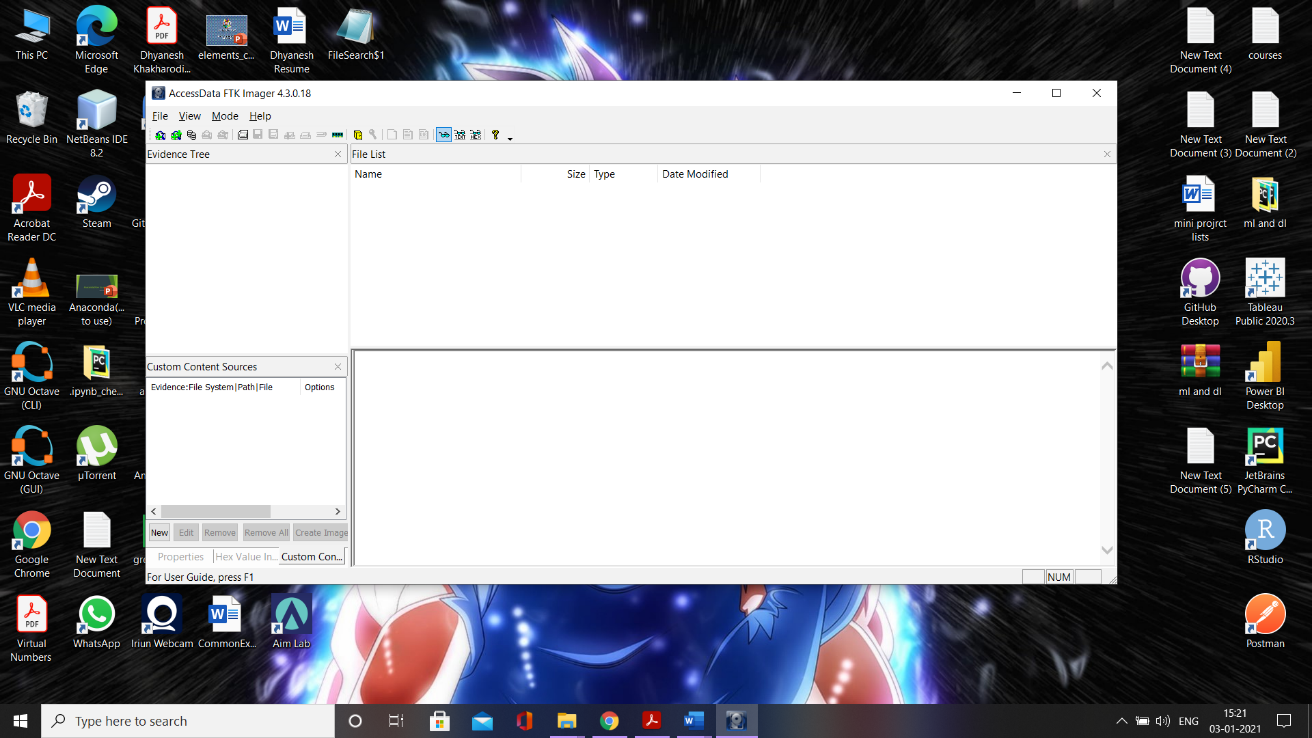 This PC
Microsoft
Edge
Dhyanesh
Khakharodi...
elements_c...
Dhyanesh
Resume
FileSearch$1
New Text
Document (4)
courses
Recycle Bin
NetBeans IDE
8.2
New Text
Document (3)
New Text
Document (2)
Acrobat
Reader DC
Steam
Git
mini projrct
lists
ml and dl
VLC media
player
Anaconda(...
to use)
Pr
GitHub
Desktop
Tableau
Public 2020.3
GNU Octave
(CLI)
.ipynb_che...
a
ml and dl
Power BI
Desktop
GNU Octave
(GUI)
µTorrent
An
New Text
Document (5)
JetBrains
PyCharm C...
Google
Chrome
New Text
Document
gre
RStudio
Virtual
Numbers
WhatsApp
Iriun Webcam
CommonEx...
Aim Lab
Postman
AccessData FTK Imager 4.3.0.18
File View Mode Help
Evidence Tree
File List
Name Size Type Date Modified
Custom Content Sources
Evidence:File System|Path|File Options
New Edit Remove Remove All Create Image
Properties Hex Value In... Custom Con...
For User Guide, press F1
NUM
Type here to search
ENG
15:21
03-01-2021